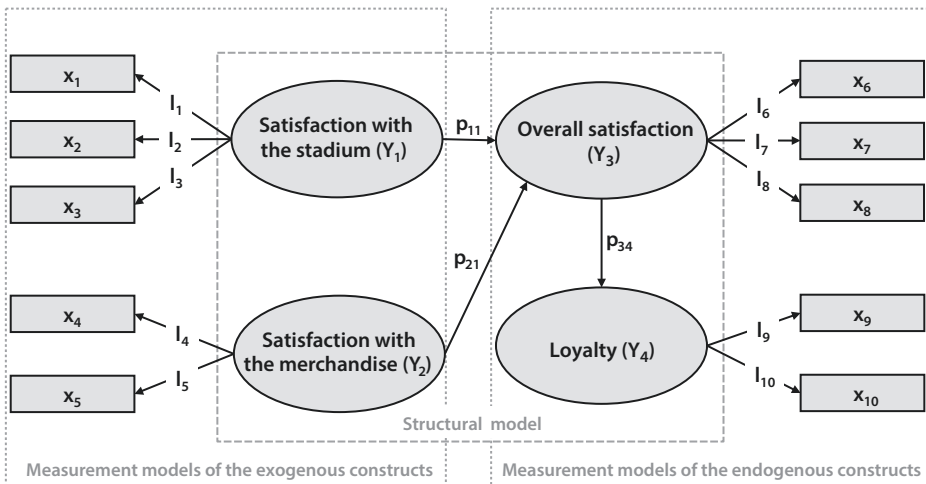 x₁
x₂
x₃
l₁
l₂
l₃
Satisfaction with
the stadium (Y₁)
p₁₁
Overall satisfaction
(Y₃)
l₆
l₇
l₈
x₆
x₇
x₈
p₂₁
p₃₄
x₄
x₅
l₄
l₅
Satisfaction with
the merchandise (Y₂)
Loyalty (Y₄)
l₉
l₁₀
x₉
x₁₀
Structural model
Measurement models of the exogenous constructs
Measurement models of the endogenous constructs